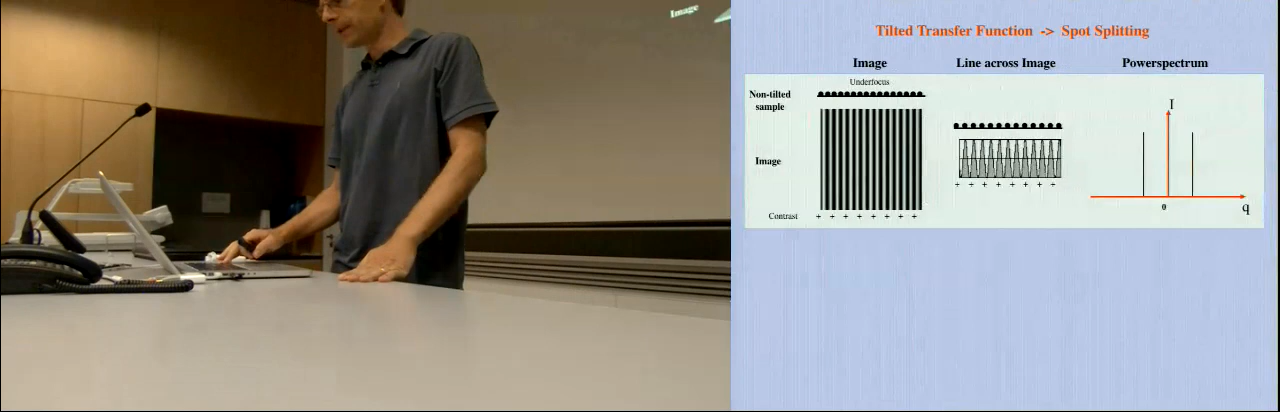 Image
Tilted Transfer Function -> Spot Splitting
Image Line across Image Powerspectrum
Underfocus
Non-tilted
sample
I
Image
+ + + + + + + +
0
q
Contrast + + + + + + + +